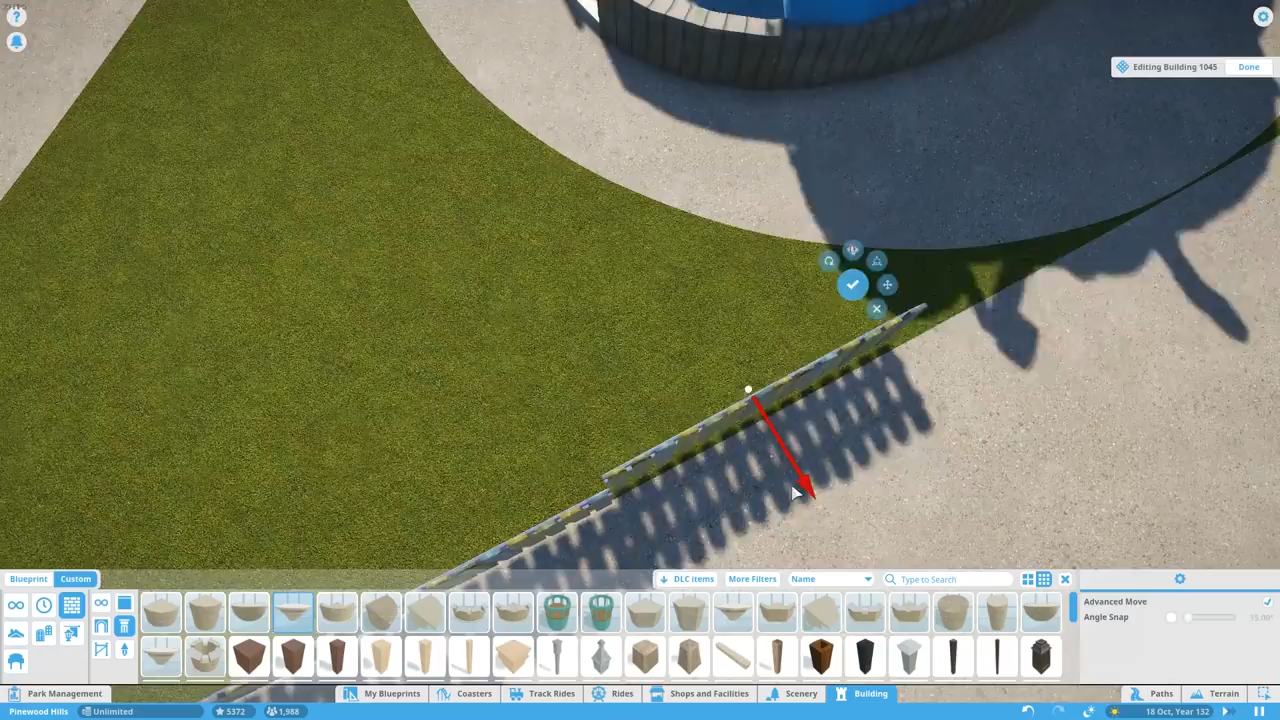 Editing Building 1045 Done
Blueprint Custom DLC items More Filters Name Type to Search
Advanced Move
Angle Snap 15.00°
Park Management My Blueprints Coasters Track Rides Rides Shops and Facilities Scenery Building Paths Terrain
Pinewood Hills Unlimited 5372 1,988 18 Oct, Year 132